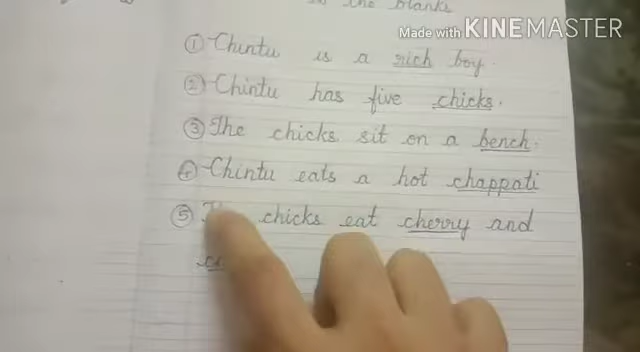 the blanks
Made with KINEMASTER
① Chintu is a rich boy.
② Chintu has five chicks.
③ The chicks sit on a bench.
④ Chintu eats a hot chappati
⑤ chicks eat cherry and